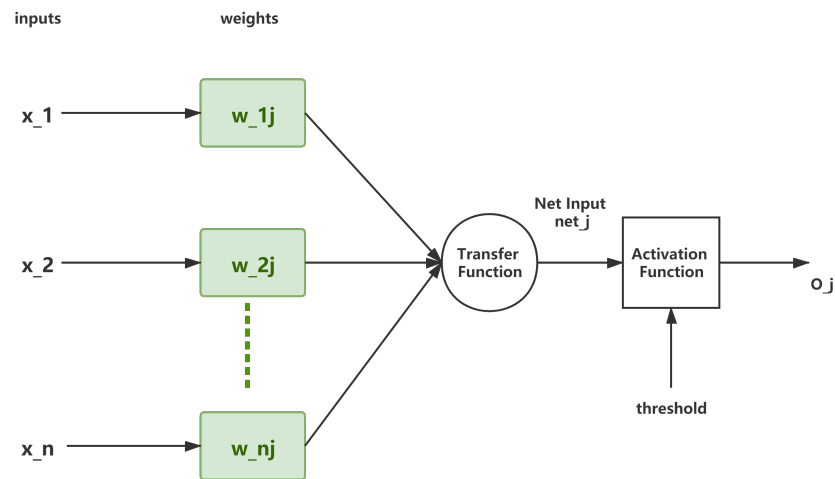 inputs
weights
x_1
w_1j
x_2
w_2j
Transfer
Function
Net Input
net_j
Activation
Function
O_j
threshold
x_n
w_nj